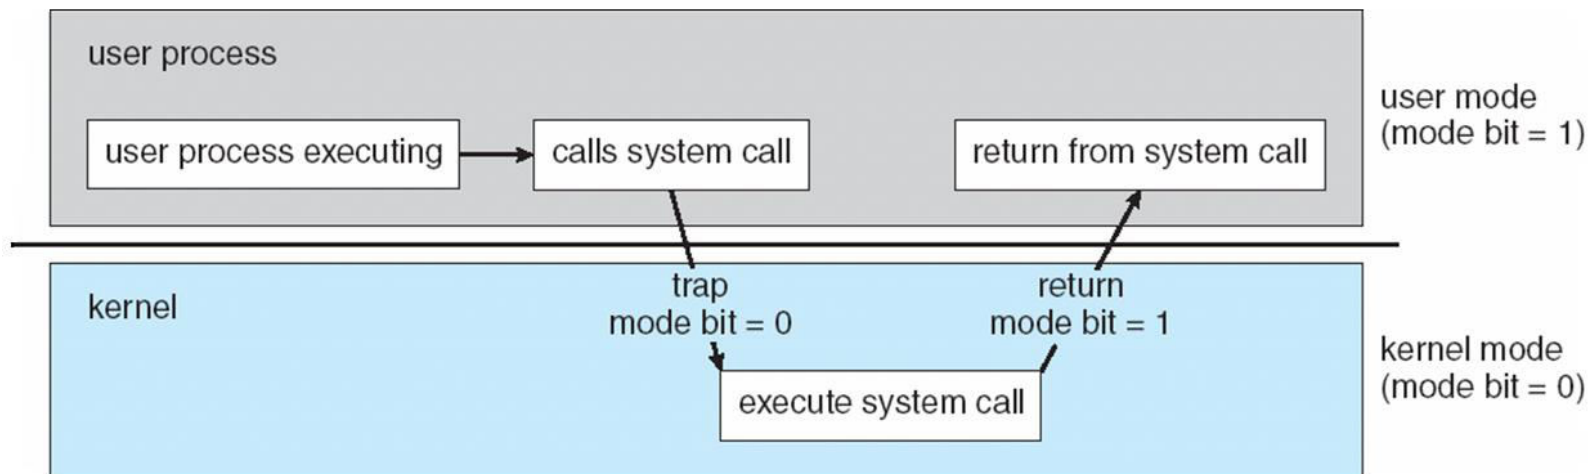 user process
user process executing
calls system call
return from system call
user mode
(mode bit = 1)
kernel
trap
mode bit = 0
return
mode bit = 1
execute system call
kernel mode
(mode bit = 0)